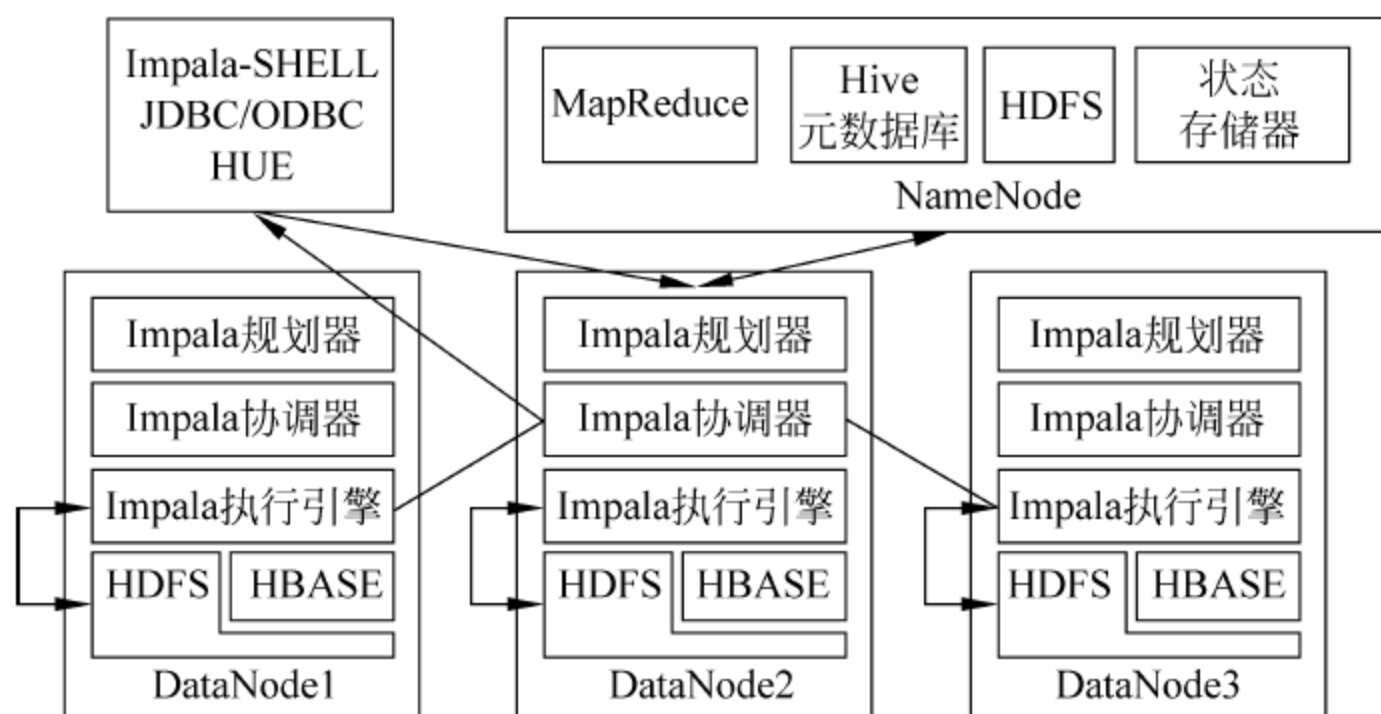 Impala-SHELL
JDBC/ODBC
HUE
MapReduce
Hive
元数据库
HDFS
状态
存储器
NameNode
Impala规划器
Impala协调器
Impala执行引擎
HDFS
HBASE
DataNode1
Impala规划器
Impala协调器
Impala执行引擎
HDFS
HBASE
DataNode2
Impala规划器
Impala协调器
Impala执行引擎
HDFS
HBASE
DataNode3